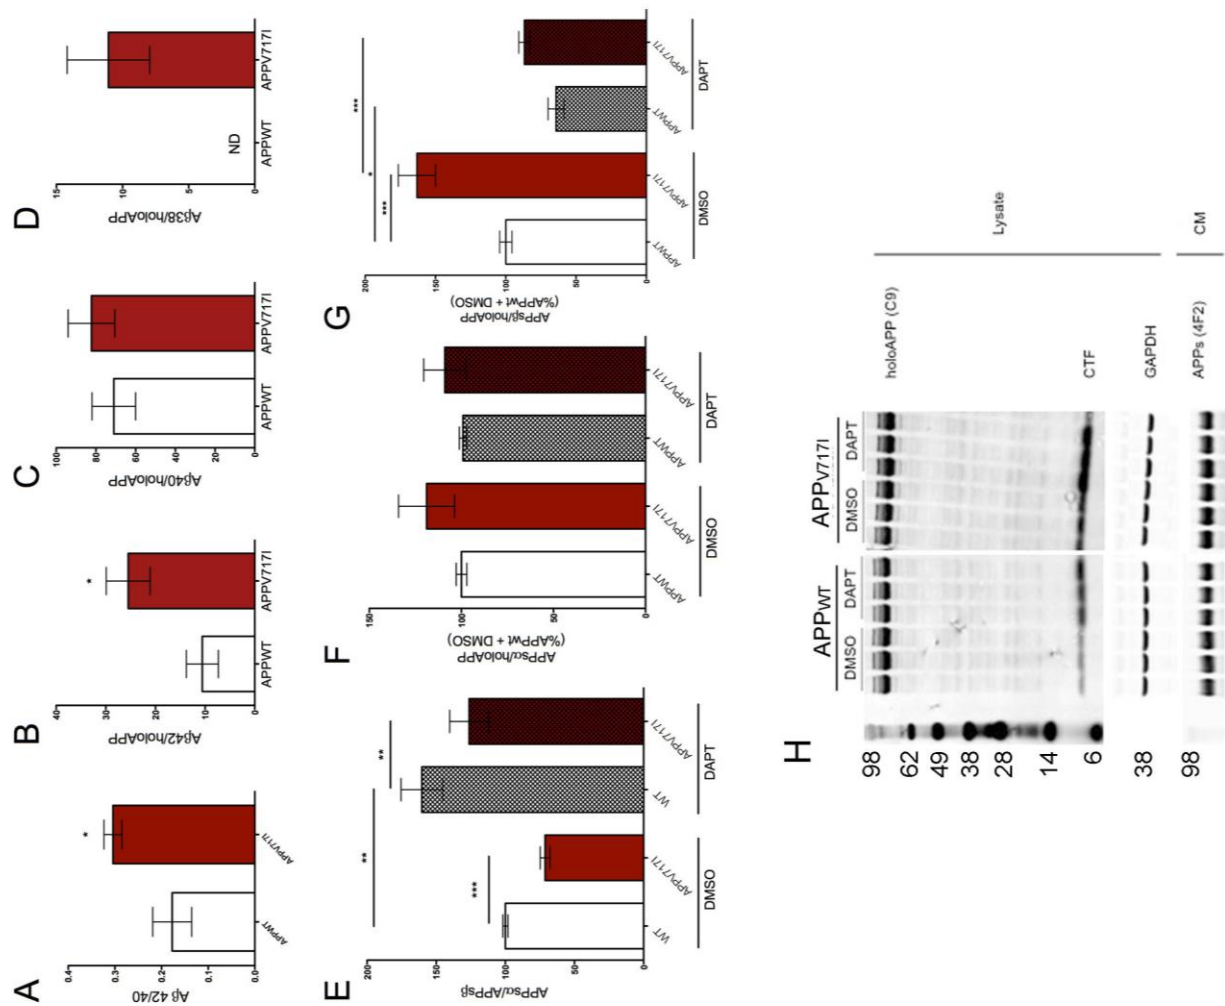 A
Aβ 42/40
0.4
0.3
0.2
0.1
0.0
*
APPWT
APPV717I
B
Aβ42/holoAPP
40
30
20
10
0
*
APPWT
APPV717I
C
Aβ40/holoAPP
100
80
60
40
20
0
APPWT
APPV717I
D
Aβ38/holoAPP
15
10
5
0
ND
APPWT
APPV717I
E
APPsα/APPsβ
200
150
100
50
0
**
**
***
WT
APPV717I
WT
APPV717I
DMSO
DAPT
F
APPsα/holoAPP
(%APPwt + DMSO)
150
100
50
0
APPWT
APPV717I
APPWT
APPV717I
DMSO
DAPT
G
APPsβ/holoAPP
(%APPwt + DMSO)
200
150
100
50
0
***
*
***
APPWT
APPV717I
APPWT
APPV717I
DMSO
DAPT
H
APPWT
APPV717I
DMSO
DAPT
DMSO
DAPT
98
62
49
38
28
14
6
38
98
holoAPP (C9)
CTF
GAPDH
APPs (4F2)
Lysate
CM